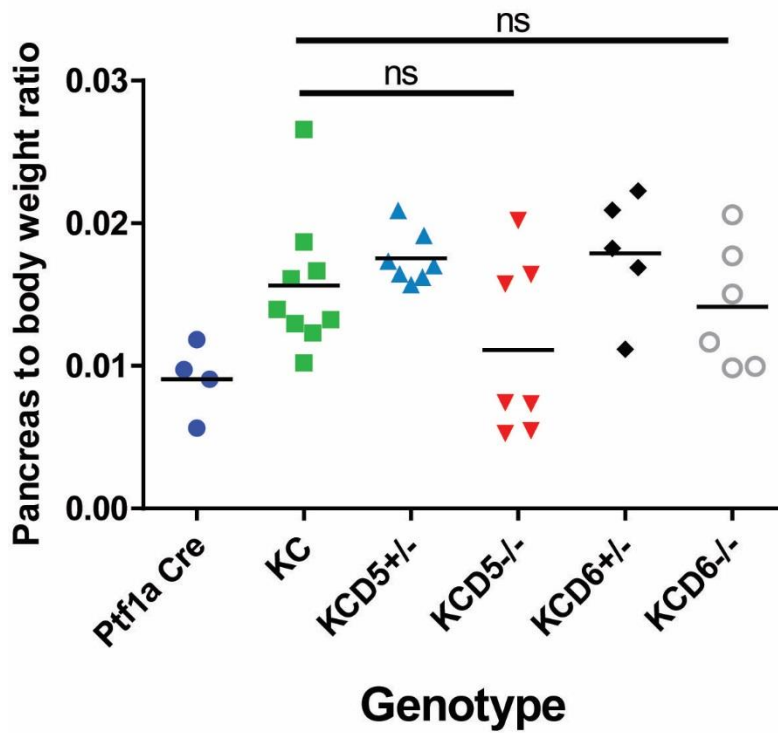 ns
ns
Pancreas to body weight ratio
0.03
0.02
0.01
0.00
Ptf1a Cre
KC
KCD5+/-
KCD5-/-
KCD6+/-
KCD6-/-
Genotype